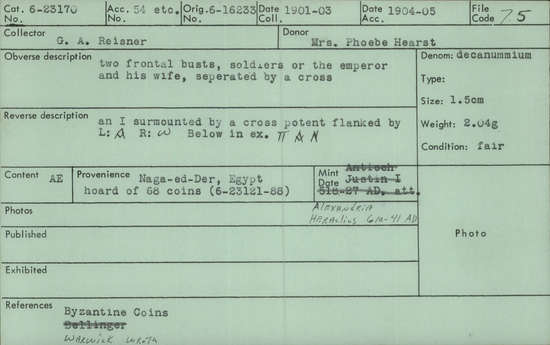 Cat. No. 6-23170 Acc. No. 54 etc. Orig. No. 6-16233 Date Coll. 1901-03 Date Acc. 1904-05 File Code 7.5
Collector G. A. Reisner Donor Mrs. Phoebe Hearst
Obverse description two frontal busts, soldiers or the emperor
and his wife, seperated by a cross
Denom: decanummium
Type:
Size: 1.5cm
Weight: 2.04g
Condition: fair
Reverse description an I surmounted by a cross potent flanked by
L: A R: ω Below in ex. Π A N
Content AE Provenience Naga-ed-Der, Egypt
hoard of 68 coins (6-23121-88)
Mint Date Antioch
Justin I
518-27 AD. att.
ALEXANDRIA
HERACLIUS 610-41 AD
Photos
Published
Exhibited
Photo
References Byzantine Coins
Bellinger
WARWICK WROTH